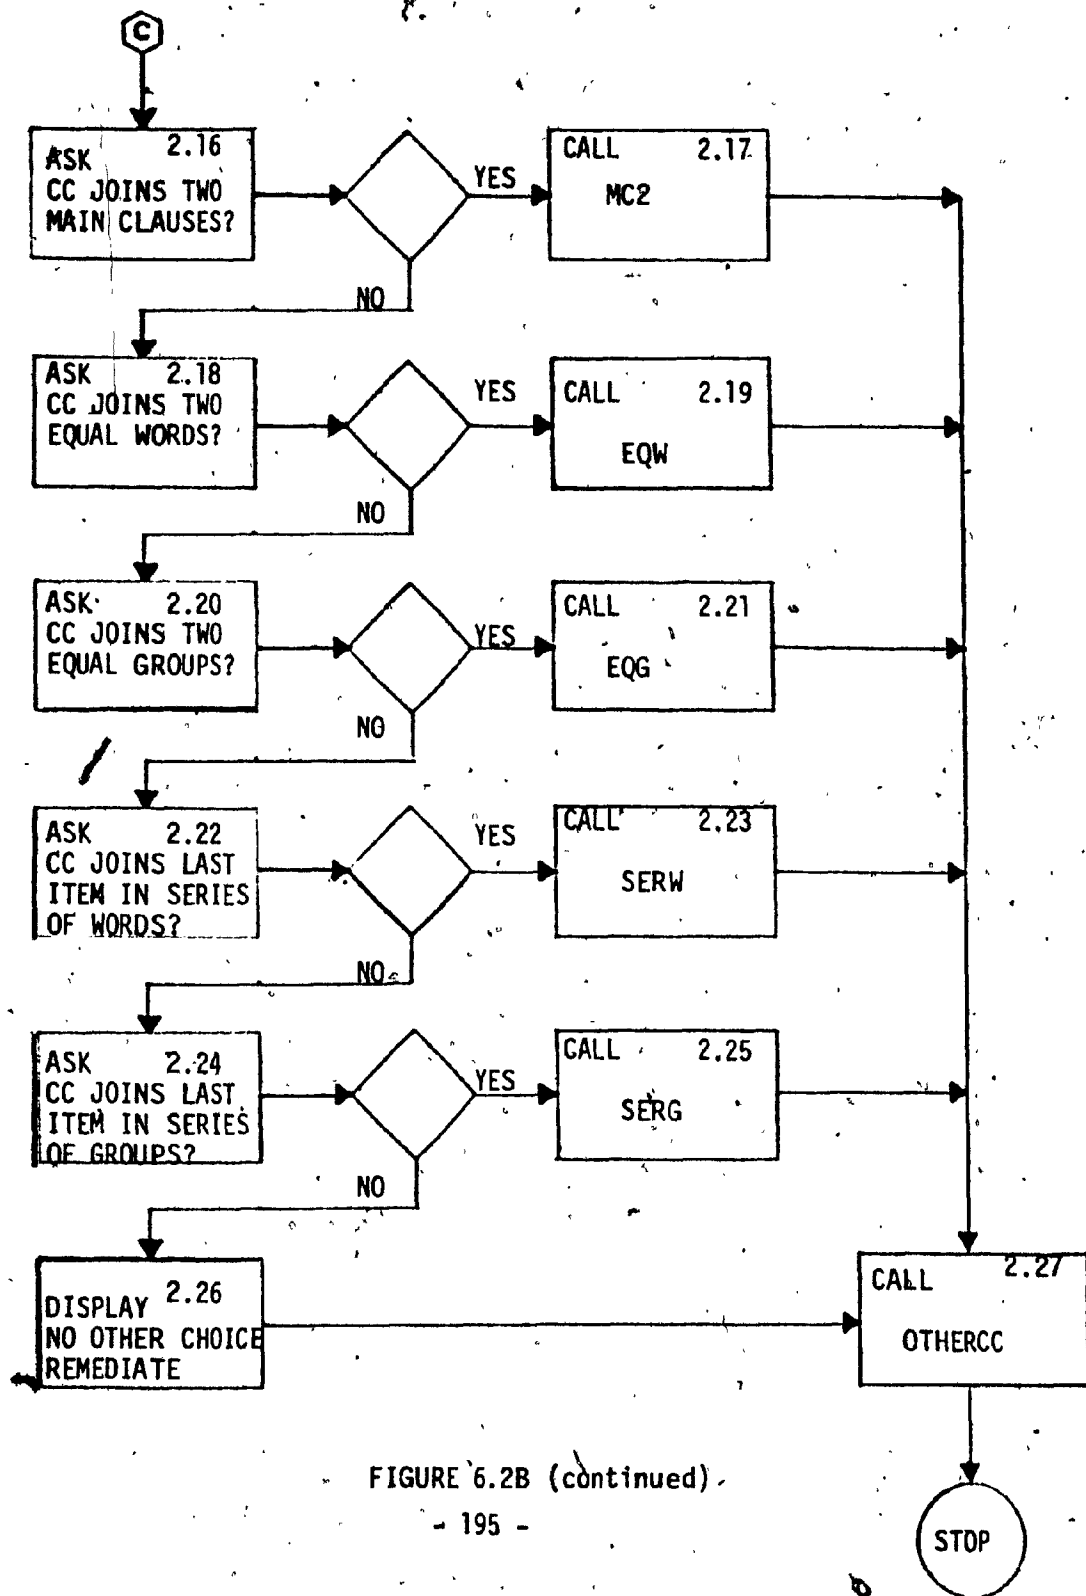 C
2.16
ASK
CC JOINS TWO
MAIN CLAUSES?
YES
CALL 2.17
MC2
NO
ASK 2.18
CC JOINS TWO
EQUAL WORDS?
YES
CALL 2.19
EQW
NO
ASK 2.20
CC JOINS TWO
EQUAL GROUPS?
YES
CALL 2.21
EQG
NO
ASK 2.22
CC JOINS LAST
ITEM IN SERIES
OF WORDS?
YES
CALL 2.23
SERW
NO
ASK 2.24
CC JOINS LAST
ITEM IN SERIES
OF GROUPS?
YES
CALL 2.25
SERG
NO
2.26
DISPLAY
NO OTHER CHOICE
REMEDIATE
CALL 2.27
OTHERCC
STOP
FIGURE 6.2B (continued)
- 195 -